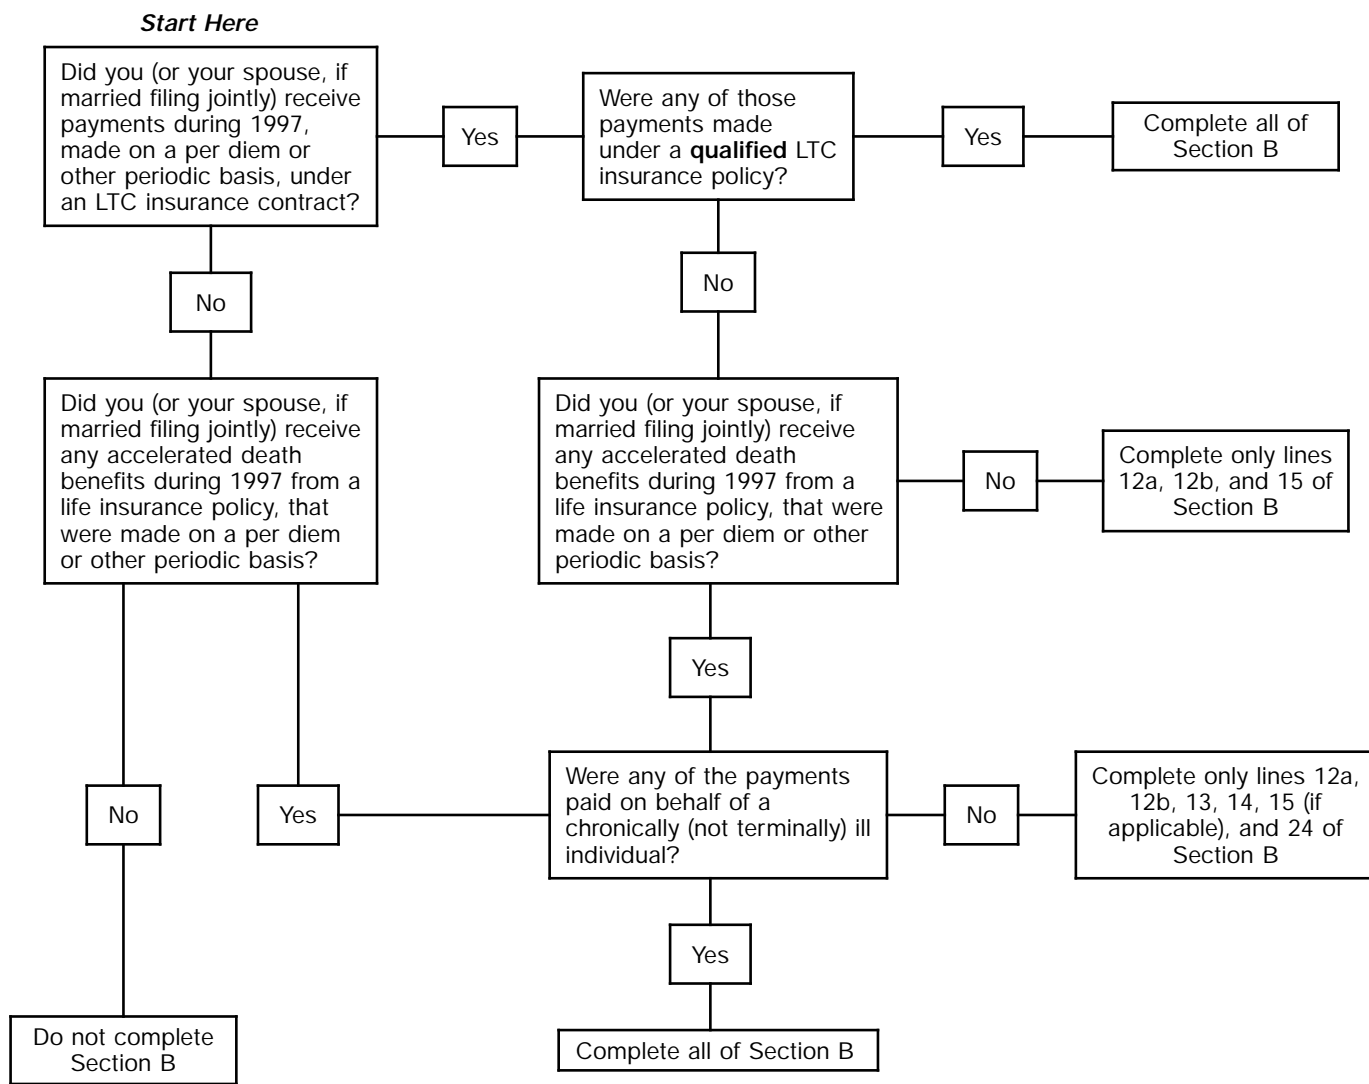 Start Here
Did you (or your spouse, if
married filing jointly) receive
payments during 1997,
made on a per diem or
other periodic basis, under
an LTC insurance contract?
Yes
Were any of those
payments made
under a qualified LTC
insurance policy?
Yes
Complete all of
Section B
No
No
Did you (or your spouse, if
married filing jointly) receive
any accelerated death
benefits during 1997 from a
life insurance policy, that
were made on a per diem
or other periodic basis?
Did you (or your spouse, if
married filing jointly) receive
any accelerated death
benefits during 1997 from a
life insurance policy, that were
made on a per diem or other
periodic basis?
No
Complete only lines
12a, 12b, and 15 of
Section B
Yes
No
Yes
Were any of the payments
paid on behalf of a
chronically (not terminally) ill
individual?
No
Complete only lines 12a,
12b, 13, 14, 15 (if
applicable), and 24 of
Section B
Yes
Do not complete
Section B
Complete all of Section B